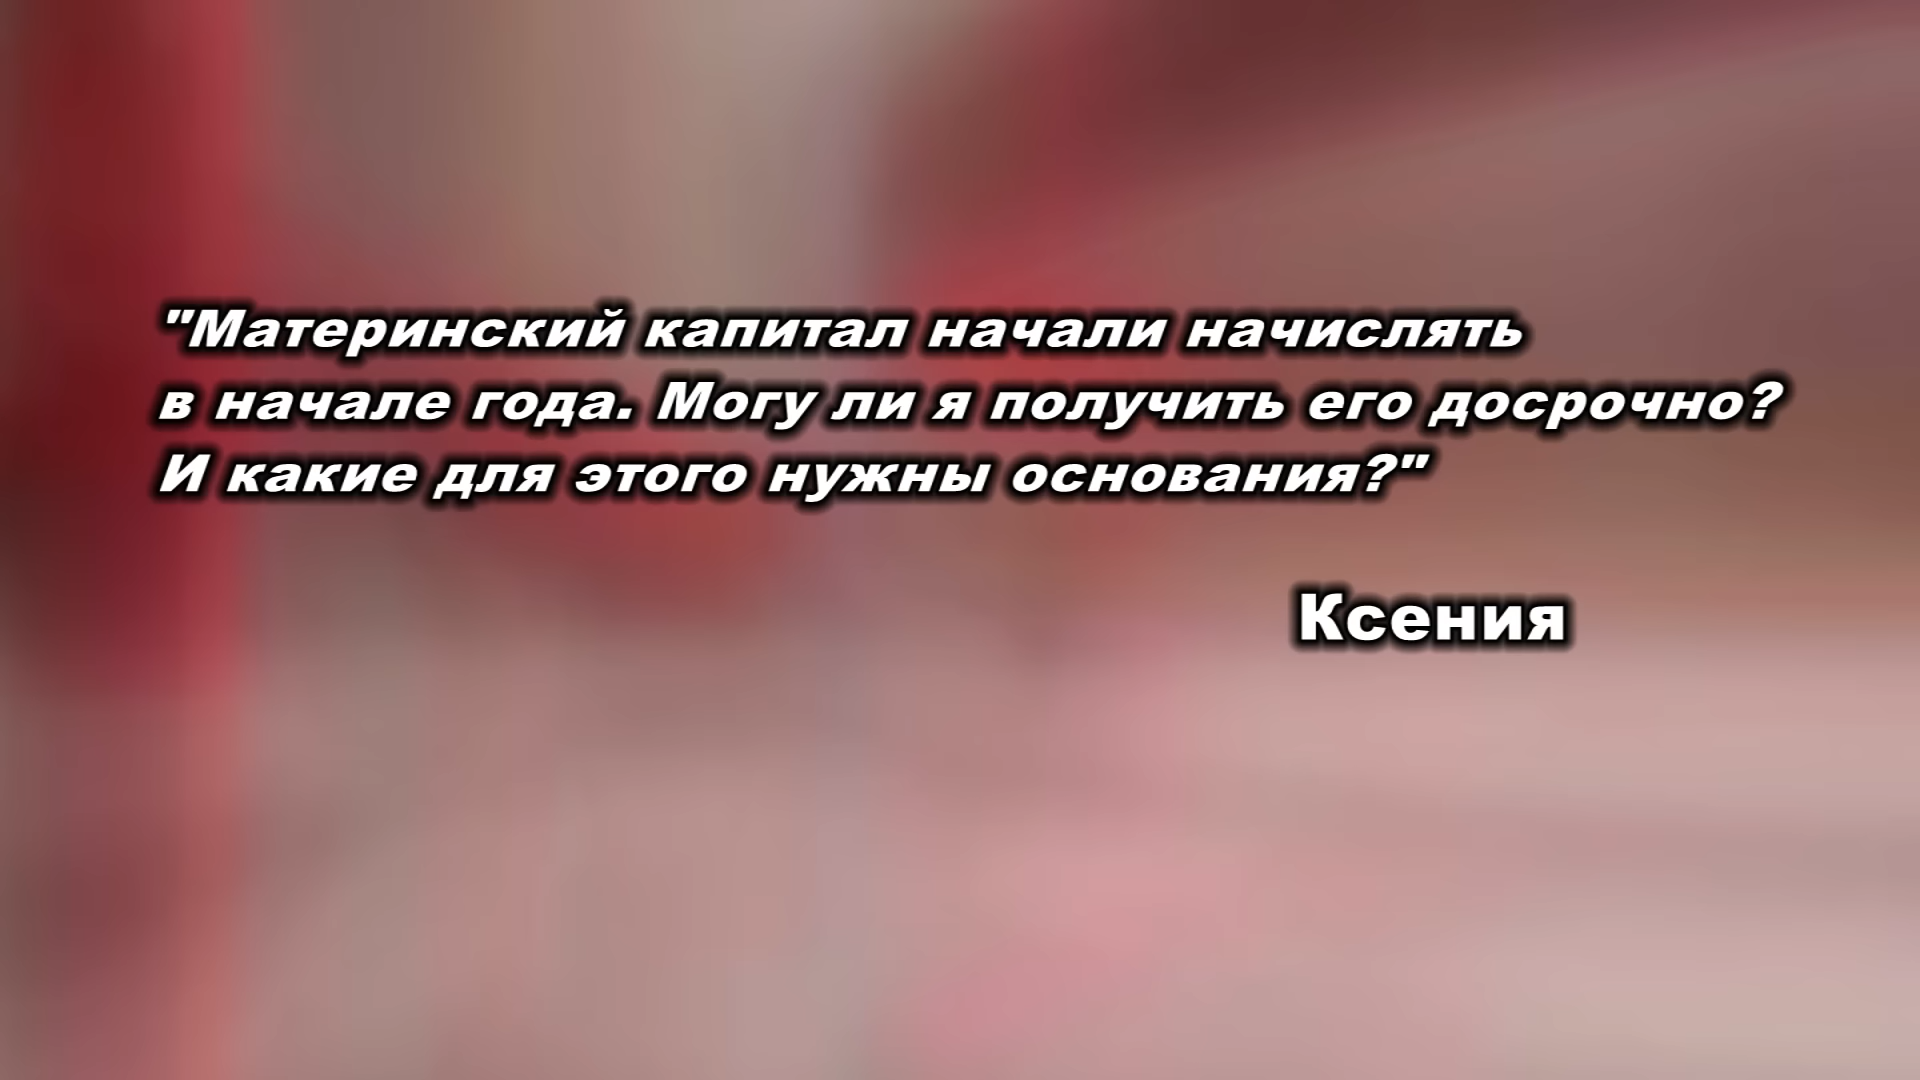 "Материнский капитал начали начислять
в начале года. Могу ли я получить его досрочно?
И какие для этого нужны основания?"
Ксения